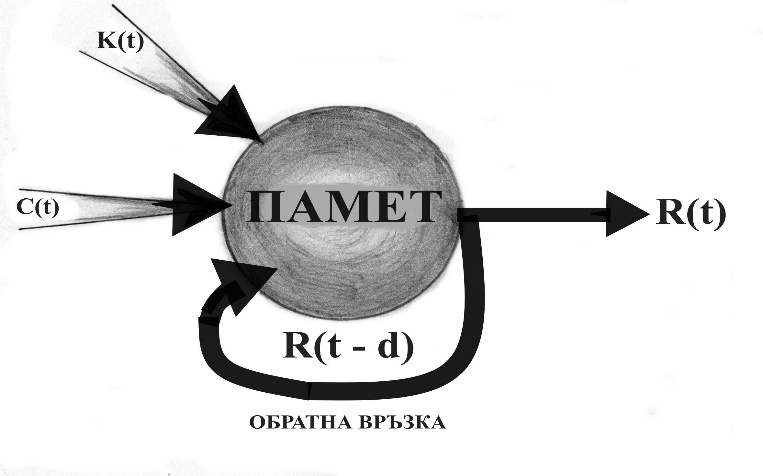 K(t)
C(t)
ПАМЕТ
R(t)
R(t - d)
ОБРАТНА ВРЪЗКА